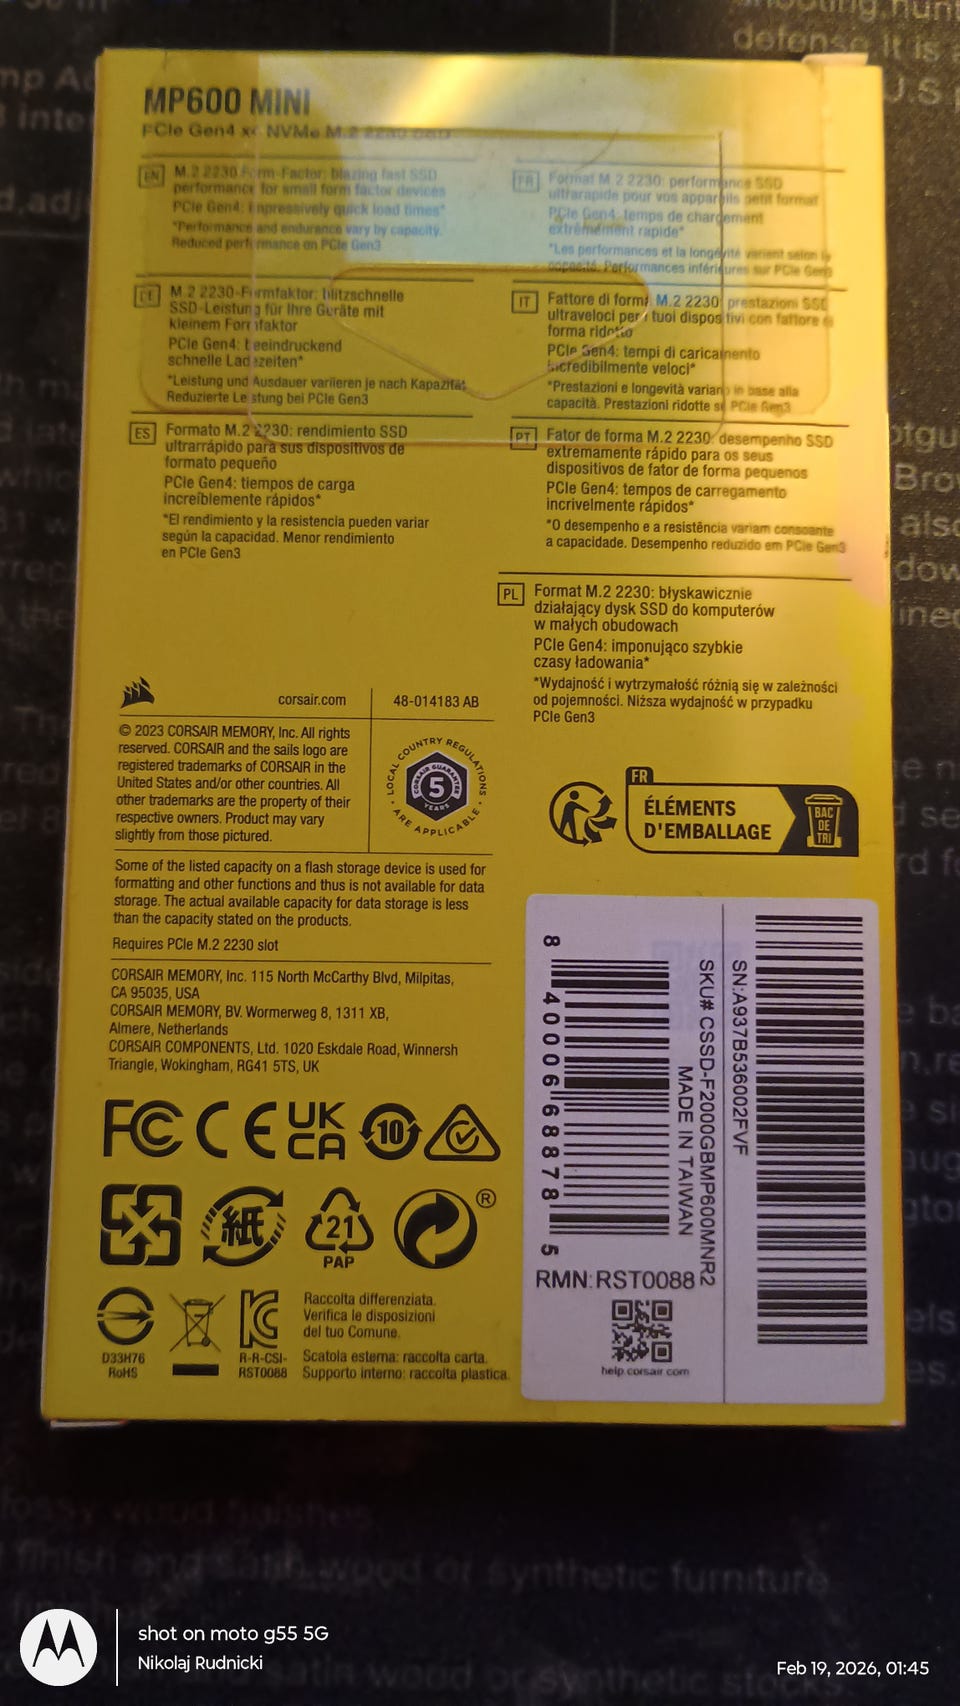 MP600 MINI
PCIe Gen4 x4 NVMe M.2 2230 SSD
EN
M.2 2230 Form-Factor: blazing fast SSD
performance for small form factor devices
PCIe Gen4: Impressively quick load times*
*Performance and endurance vary by capacity.
Reduced performance on PCIe Gen3
FR
Format M.2 2230: performance SSD
ultrarapide pour vos appareils petit format
PCIe Gen4: temps de chargement
extrêmement rapide*
*Les performances et la longévité varient selon la
capacité. Performances inférieures sur PCIe Gen3
DE
M.2 2230-Formfaktor: blitzschnelle
SSD-Leistung für Ihre Geräte mit
kleinem Formfaktor
PCIe Gen4: beeindruckend
schnelle Ladezeiten*
*Leistung und Ausdauer variieren je nach Kapazität
Reduzierte Leistung bei PCIe Gen3
IT
Fattore di forma M.2 2230: prestazioni SSD
ultraveloci per i tuoi dispositivi con fattore di
forma ridotto
PCIe Gen4: tempi di caricamento
incredibilmente veloci*
*Prestazioni e longevità variano in base alla
capacità. Prestazioni ridotte su PCIe Gen3
ES
Formato M.2 2230: rendimiento SSD
ultrarrápido para sus dispositivos de
formato pequeño
PCIe Gen4: tiempos de carga
increíblemente rápidos*
*El rendimiento y la resistencia pueden variar
según la capacidad. Menor rendimiento
en PCIe Gen3
PT
Fator de forma M.2 2230: desempenho SSD
extremamente rápido para os seus
dispositivos de fator de forma pequenos
PCIe Gen4: tempos de carregamento
incrivelmente rápidos*
*O desempenho e a resistência variam consoante
a capacidade. Desempenho reduzido em PCIe Gen3
PL
Format M.2 2230: błyskawicznie
działający dysk SSD do komputerów
w małych obudowach
PCIe Gen4: imponująco szybkie
czasy ładowania*
*Wydajność i wytrzymałość różnią się w zależności
od pojemności. Niższa wydajność w przypadku
PCIe Gen3
corsair.com
48-014183 AB
© 2023 CORSAIR MEMORY, Inc. All rights
reserved. CORSAIR and the sails logo are
registered trademarks of CORSAIR in the
United States and/or other countries. All
other trademarks are the property of their
respective owners. Product may vary
slightly from those pictured.
LOCAL COUNTRY REGULATIONS
CORSAIR GUARANTEE
5
YEARS
ARE APPLICABLE
FR
ÉLÉMENTS
D'EMBALLAGE
BAC
DE
TRI
Some of the listed capacity on a flash storage device is used for
formatting and other functions and thus is not available for data
storage. The actual available capacity for data storage is less
than the capacity stated on the products.
Requires PCIe M.2 2230 slot
CORSAIR MEMORY, Inc. 115 North McCarthy Blvd, Milpitas,
CA 95035, USA
CORSAIR MEMORY, BV. Wormerweg 8, 1311 XB,
Almere, Netherlands
CORSAIR COMPONENTS, Ltd. 1020 Eskdale Road, Winnersh
Triangle, Wokingham, RG41 5TS, UK
FC CE UK
CA
10
紙
21
PAP
®
D33H76
RoHS
R-R-CSI-
RST0088
Raccolta differenziata.
Verifica le disposizioni
del tuo Comune.
Scatola esterna: raccolta carta.
Supporto interno: raccolta plastica.
SN:A937B536002FVF
SKU# CSSD-F2000GBMP600MNR2
MADE IN TAIWAN
8 40006 68878 5
RMN: RST0088
help.corsair.com
shot on moto g55 5G
Nikolaj Rudnicki
Feb 19, 2026, 01:45